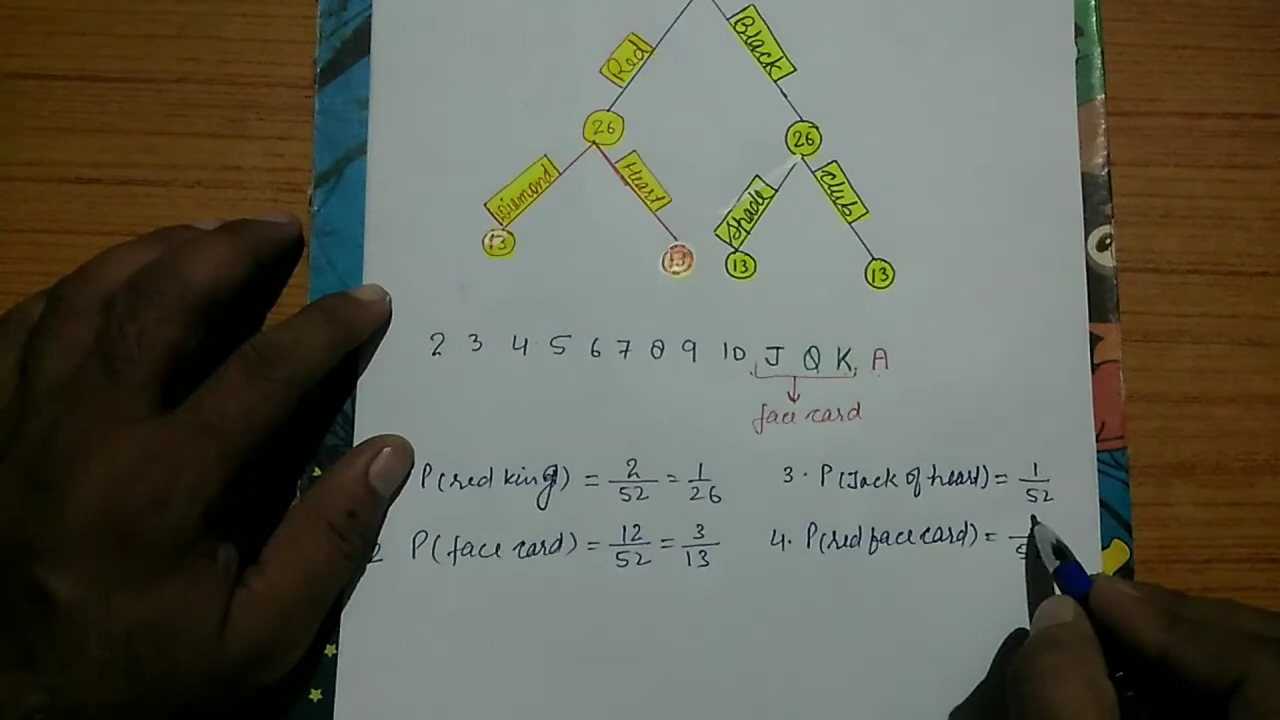 Red Black
26 26
Diamond Heart Shade Club
13 13 13 13
2 3 4 5 6 7 8 9 10 J Q K, A
face card
P(red king) = 2/52 = 1/26
3. P(Jack of heart) = 1/52
2 P(face card) = 12/52 = 3/13
4. P(red face card) =